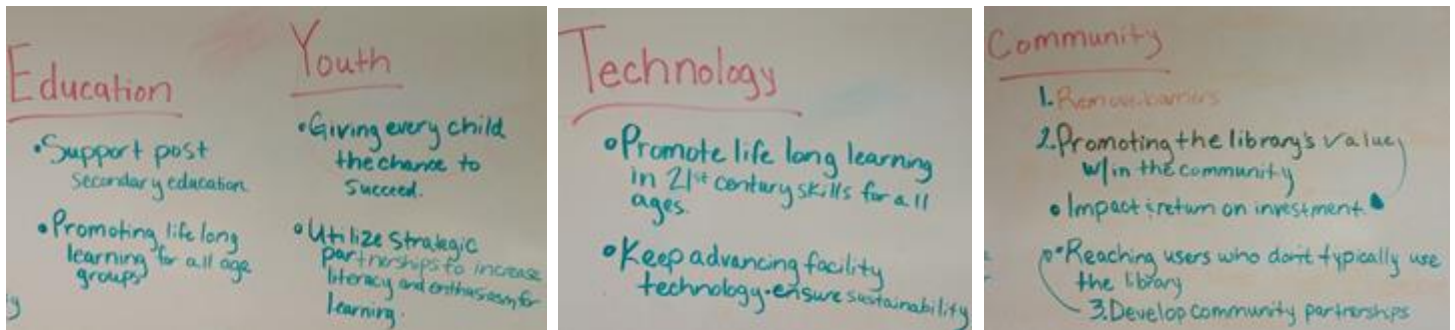 Education
• Support post
secondary education.
• Promoting life long
learning for all age
groups
Youth
• Giving every child
the chance to
succeed.
• Utilize strategic
partnerships to increase
literacy and enthusiasm for
learning.
Technology
• Promote life long learning
in 21st century skills for all
ages.
• Keep advancing facility
technology - ensure sustainability
Community
1. Remove barriers
2. Promoting the library's value
w/in the community
• Impact & return on investment.
• Reaching users who don't typically use
the library
3. Develop community partnerships